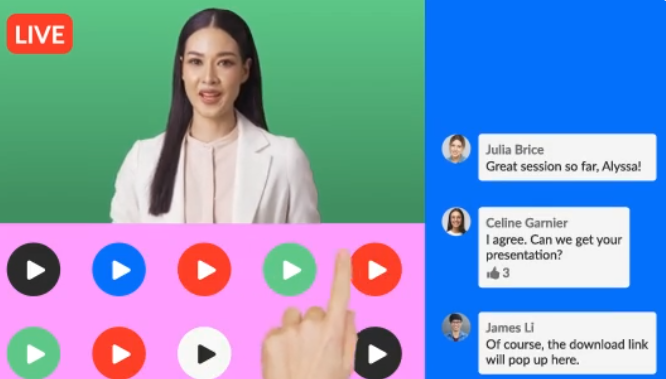 LIVE
Julia Brice
Great session so far, Alyssa!
Celine Garnier
I agree. Can we get your
presentation?
3
James Li
Of course, the download link
will pop up here.